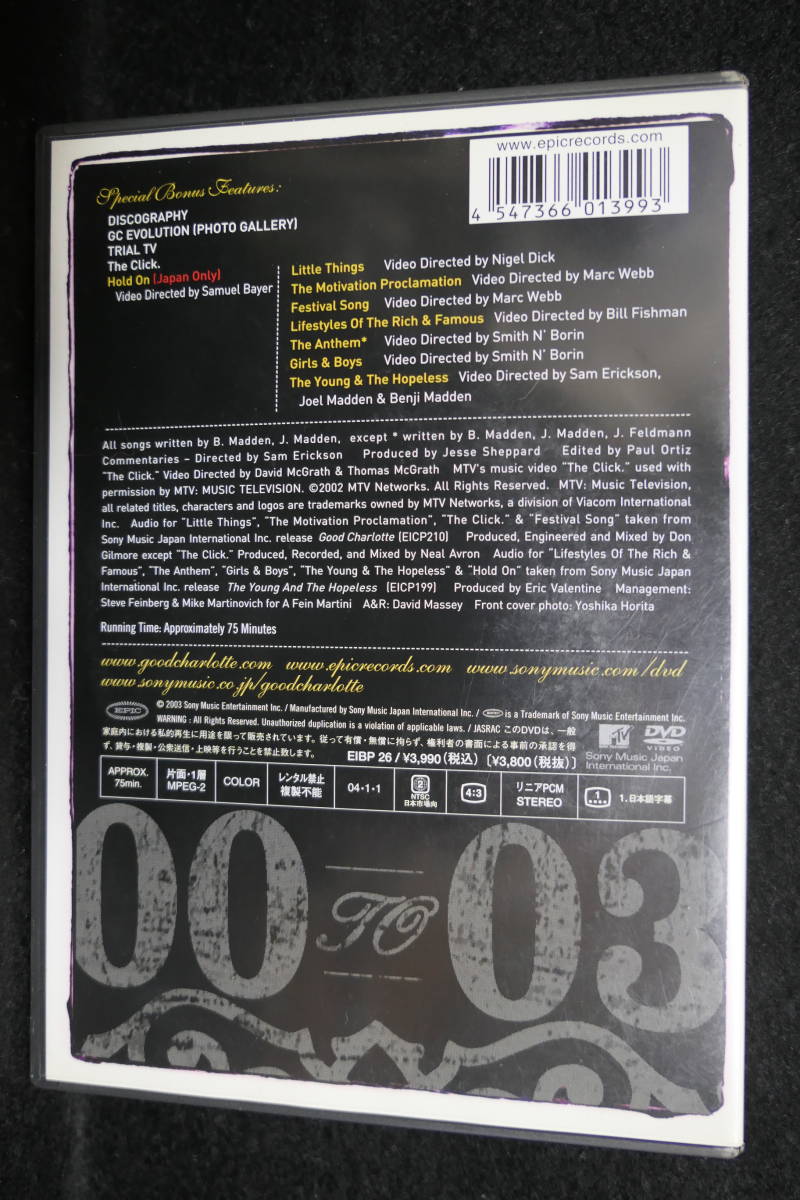 www.epicrecords.com
4 547366 013993
Special Bonus Features:
DISCOGRAPHY
GC EVOLUTION (PHOTO GALLERY)
TRIAL TV
The Click.
Hold On (Japan Only)
Video Directed by Samuel Bayer
Little Things Video Directed by Nigel Dick
The Motivation Proclamation Video Directed by Marc Webb
Festival Song Video Directed by Marc Webb
Lifestyles Of The Rich & Famous Video Directed by Bill Fishman
The Anthem* Video Directed by Smith N' Borin
Girls & Boys Video Directed by Smith N' Borin
The Young & The Hopeless Video Directed by Sam Erickson,
Joel Madden & Benji Madden
All songs written by B. Madden, J. Madden, except * written by B. Madden, J. Madden, J. Feldmann
Commentaries – Directed by Sam Erickson Produced by Jesse Sheppard Edited by Paul Ortiz
"The Click." Video Directed by David McGrath & Thomas McGrath MTV's music video "The Click." used with
permission by MTV: MUSIC TELEVISION. ©2002 MTV Networks. All Rights Reserved. MTV: Music Television,
all related titles, characters and logos are trademarks owned by MTV Networks, a division of Viacom International
Inc. Audio for "Little Things", "The Motivation Proclamation", "The Click." & "Festival Song" taken from
Sony Music Japan International Inc. release Good Charlotte (EICP210) Produced, Engineered and Mixed by Don
Gilmore except "The Click." Produced, Recorded, and Mixed by Neal Avron Audio for "Lifestyles Of The Rich &
Famous", "The Anthem", "Girls & Boys", "The Young & The Hopeless" & "Hold On" taken from Sony Music Japan
International Inc. release The Young And The Hopeless (EICP199) Produced by Eric Valentine Management:
Steve Feinberg & Mike Martinovich for A Fein Martini A&R: David Massey Front cover photo: Yoshika Horita
Running Time: Approximately 75 Minutes
www.goodcharlotte.com www.epicrecords.com www.sonymusic.com/dvd
www.sonymusic.co.jp/goodcharlotte
EPIC © 2003 Sony Music Entertainment Inc. / Manufactured by Sony Music Japan International Inc. / EPIC is a Trademark of Sony Music Entertainment Inc.
WARNING : All Rights Reserved. Unauthorized duplication is a violation of applicable laws. / JASRAC このDVDは、一般
家庭内における私的再生に用途を限って販売されています。従って有償・無償に拘らず、権利者の書面による事前の承認を得
ず、貸与・複製・公衆送信・上映等を行うことを禁止致します。
EIBP 26 / ¥3,990(税込) 〔¥3,800(税抜)〕
MTV MUSIC TELEVISION DVD VIDEO
Sony Music Japan
International Inc.
APPROX. 75min. 片面・1層 MPEG-2 COLOR レンタル禁止 複製不能 04・1・1 2 NTSC 日本市場向 4:3 リニアPCM STEREO 1 1.日本語字幕
00 TO 03